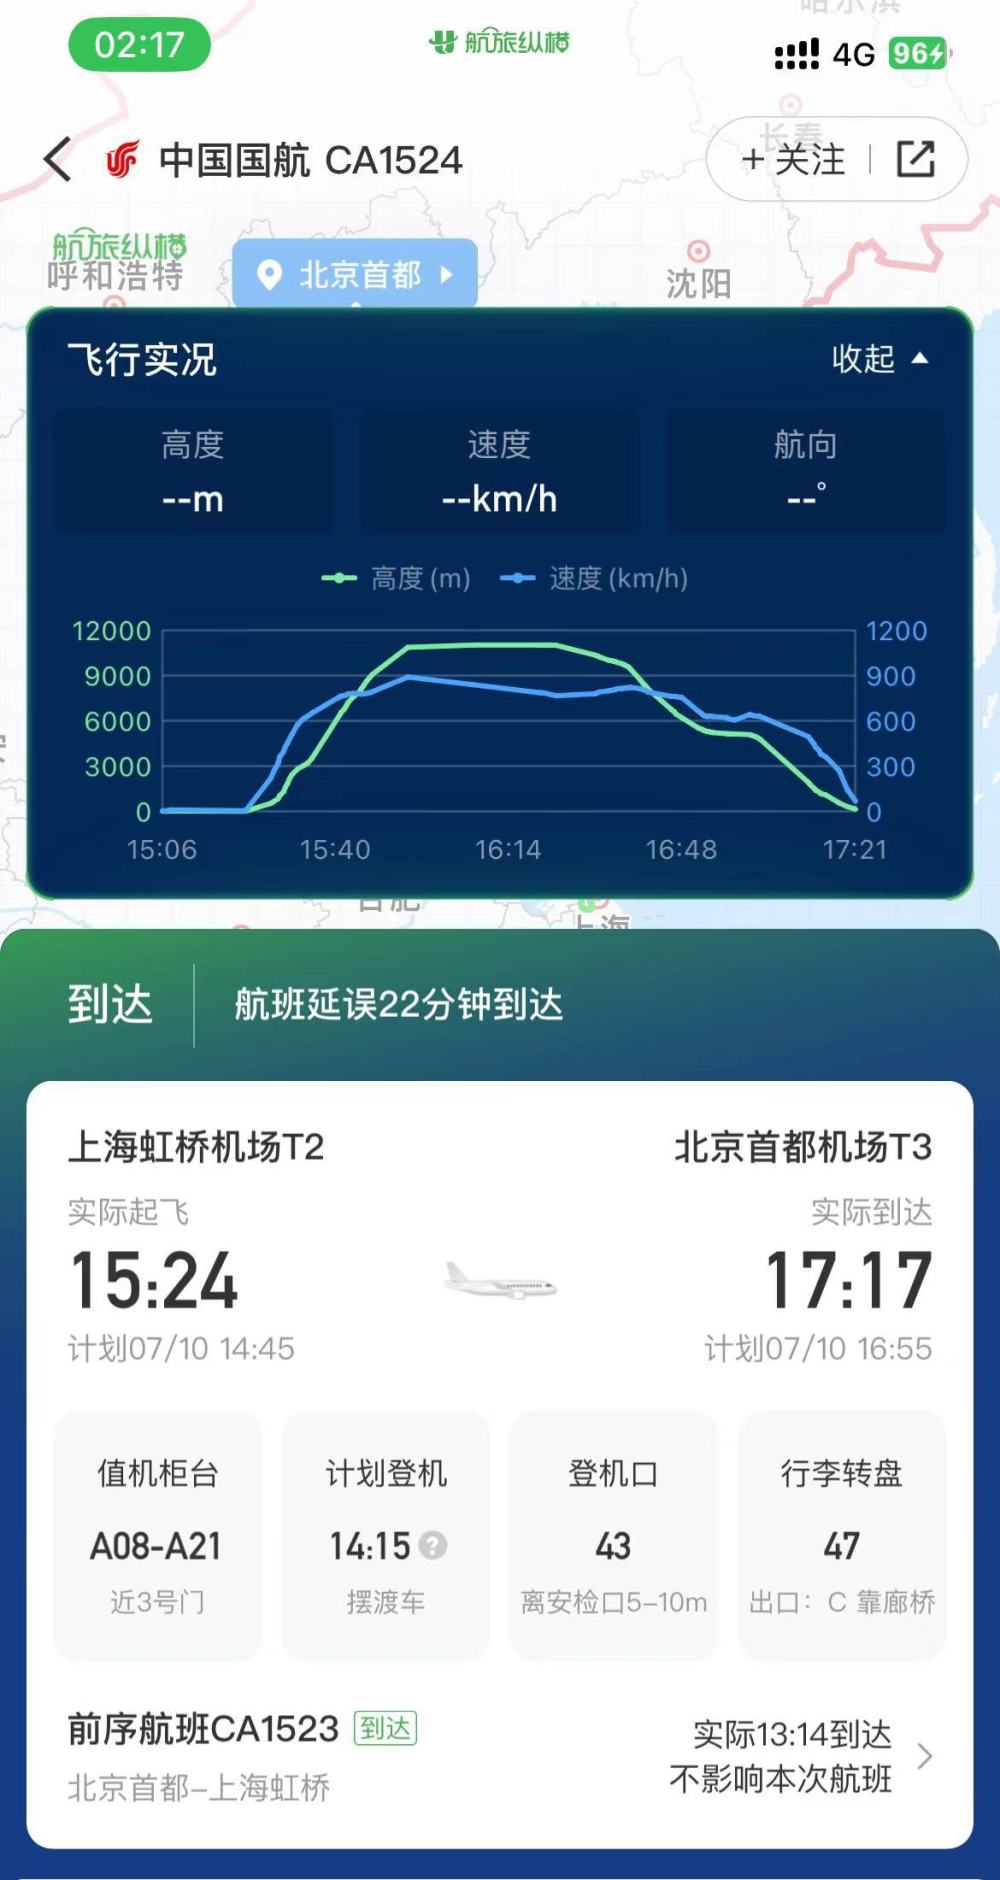 02:17
航旅纵横
4G 96
长春
中国国航 CA1524
+ 关注
航旅纵横
呼和浩特
北京首都
沈阳
飞行实况
收起
高度
速度
航向
--m
--km/h
--°
高度(m)
速度(km/h)
12000
9000
6000
3000
0
1200
900
600
300
0
15:06
15:40
16:14
16:48
17:21
合肥
上海
到达
航班延误22分钟到达
上海虹桥机场T2
北京首都机场T3
实际起飞
实际到达
15:24
17:17
计划07/10 14:45
计划07/10 16:55
值机柜台
A08-A21
近3号门
计划登机
14:15
摆渡车
登机口
43
离安检口5-10m
行李转盘
47
出口：C 靠廊桥
前序航班CA1523 到达
北京首都-上海虹桥
实际13:14到达
不影响本次航班